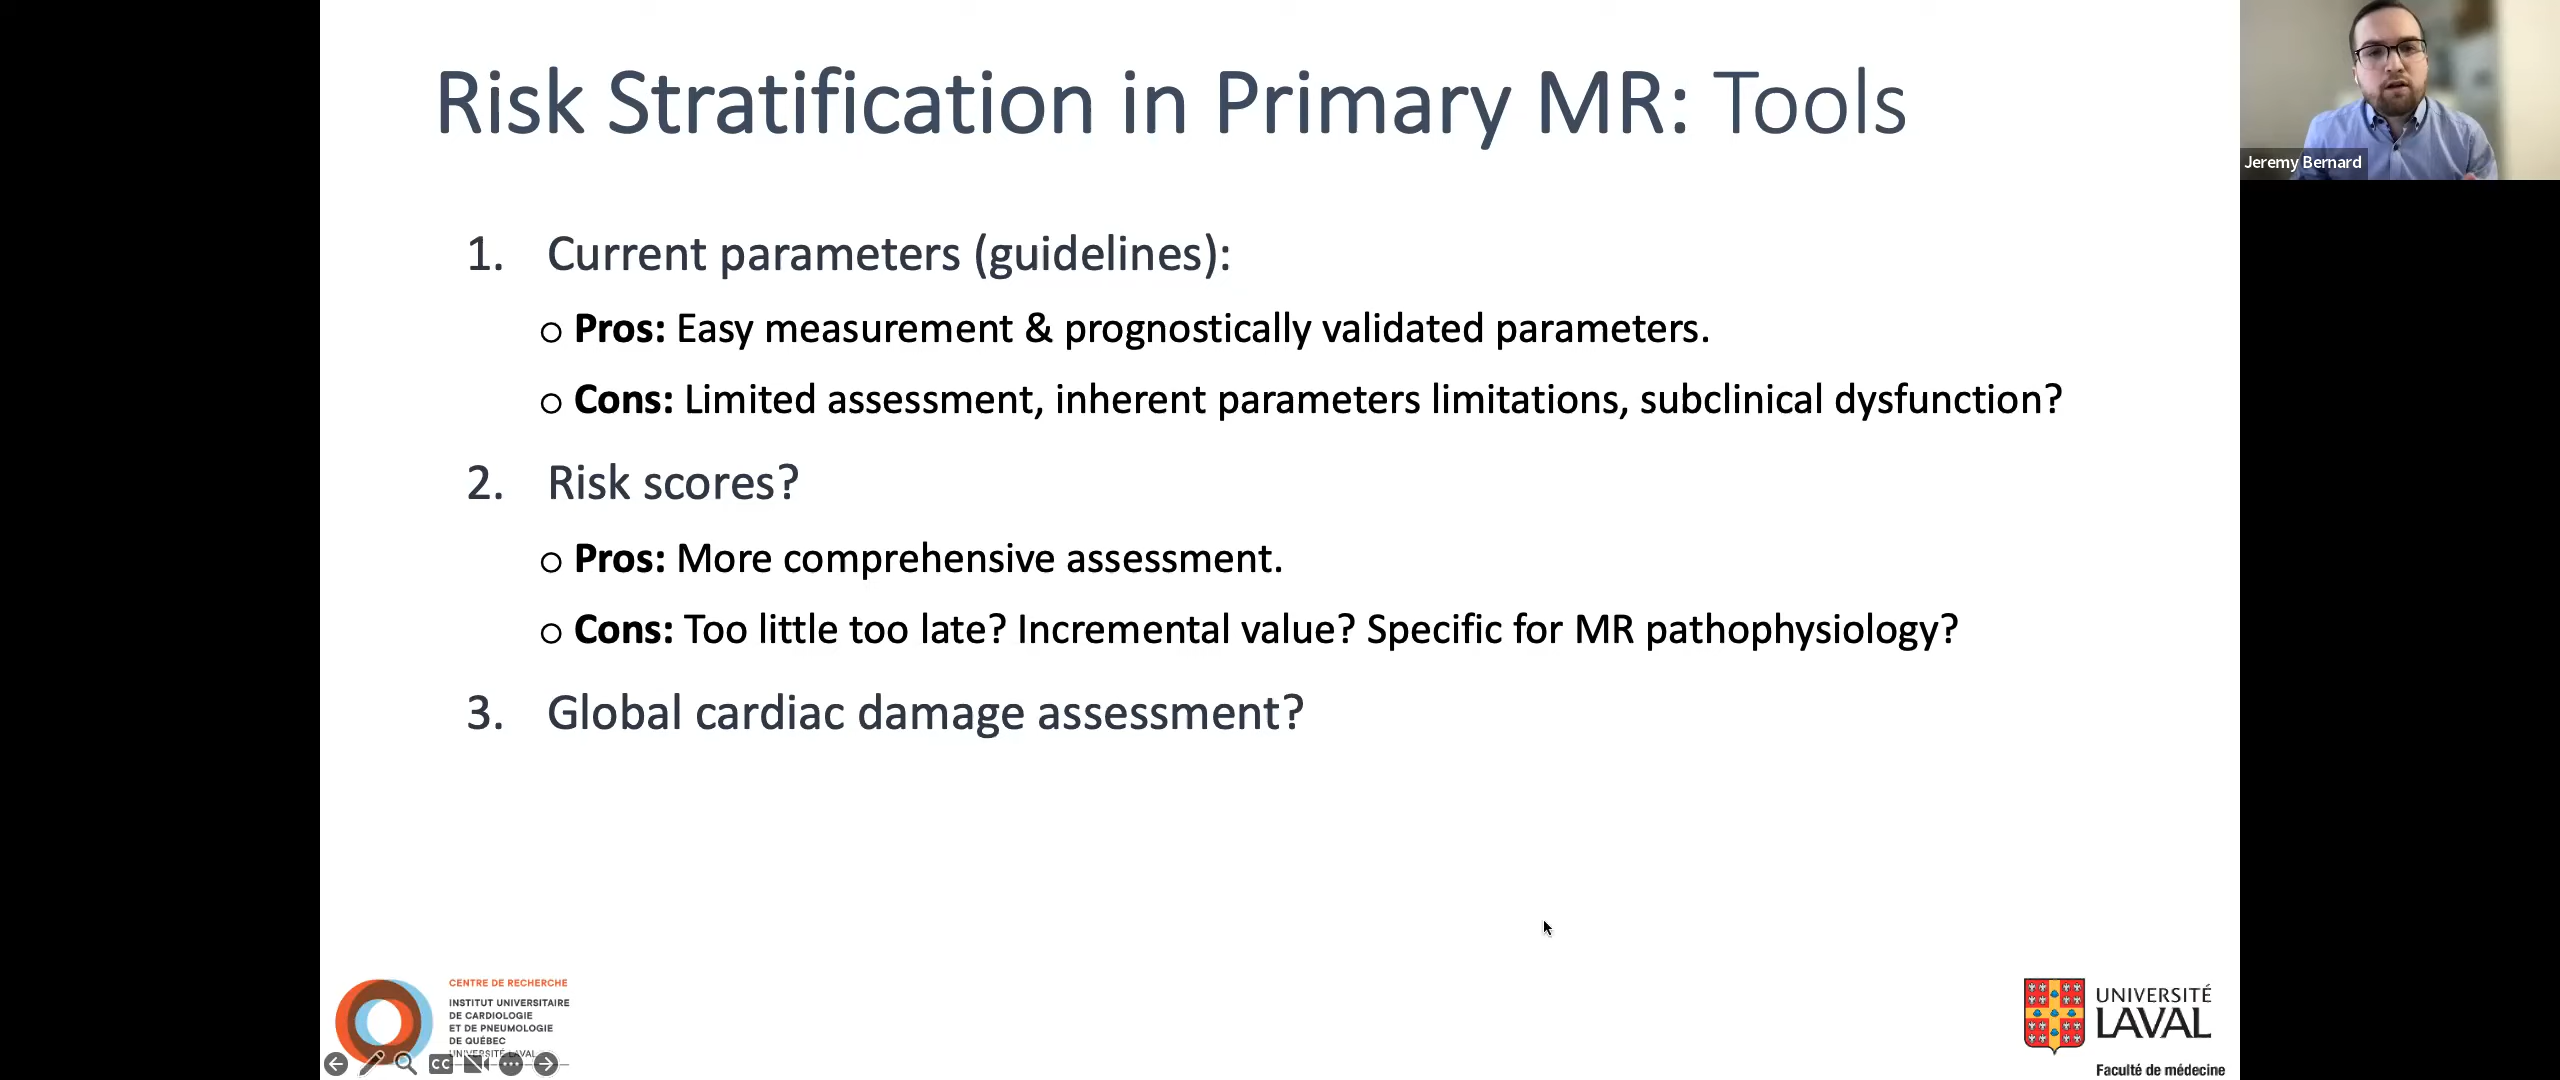 Risk Stratification in Primary MR: Tools
Jeremy Bernard
1. Current parameters (guidelines):
o Pros: Easy measurement & prognostically validated parameters.
o Cons: Limited assessment, inherent parameters limitations, subclinical dysfunction?
2. Risk scores?
o Pros: More comprehensive assessment.
o Cons: Too little too late? Incremental value? Specific for MR pathophysiology?
3. Global cardiac damage assessment?
CENTRE DE RECHERCHE
INSTITUT UNIVERSITAIRE
DE CARDIOLOGIE
ET DE PNEUMOLOGIE
DE QUÉBEC
UNIVERSITÉ LAVAL
CC
UNIVERSITÉ
LAVAL
Faculté de médecine